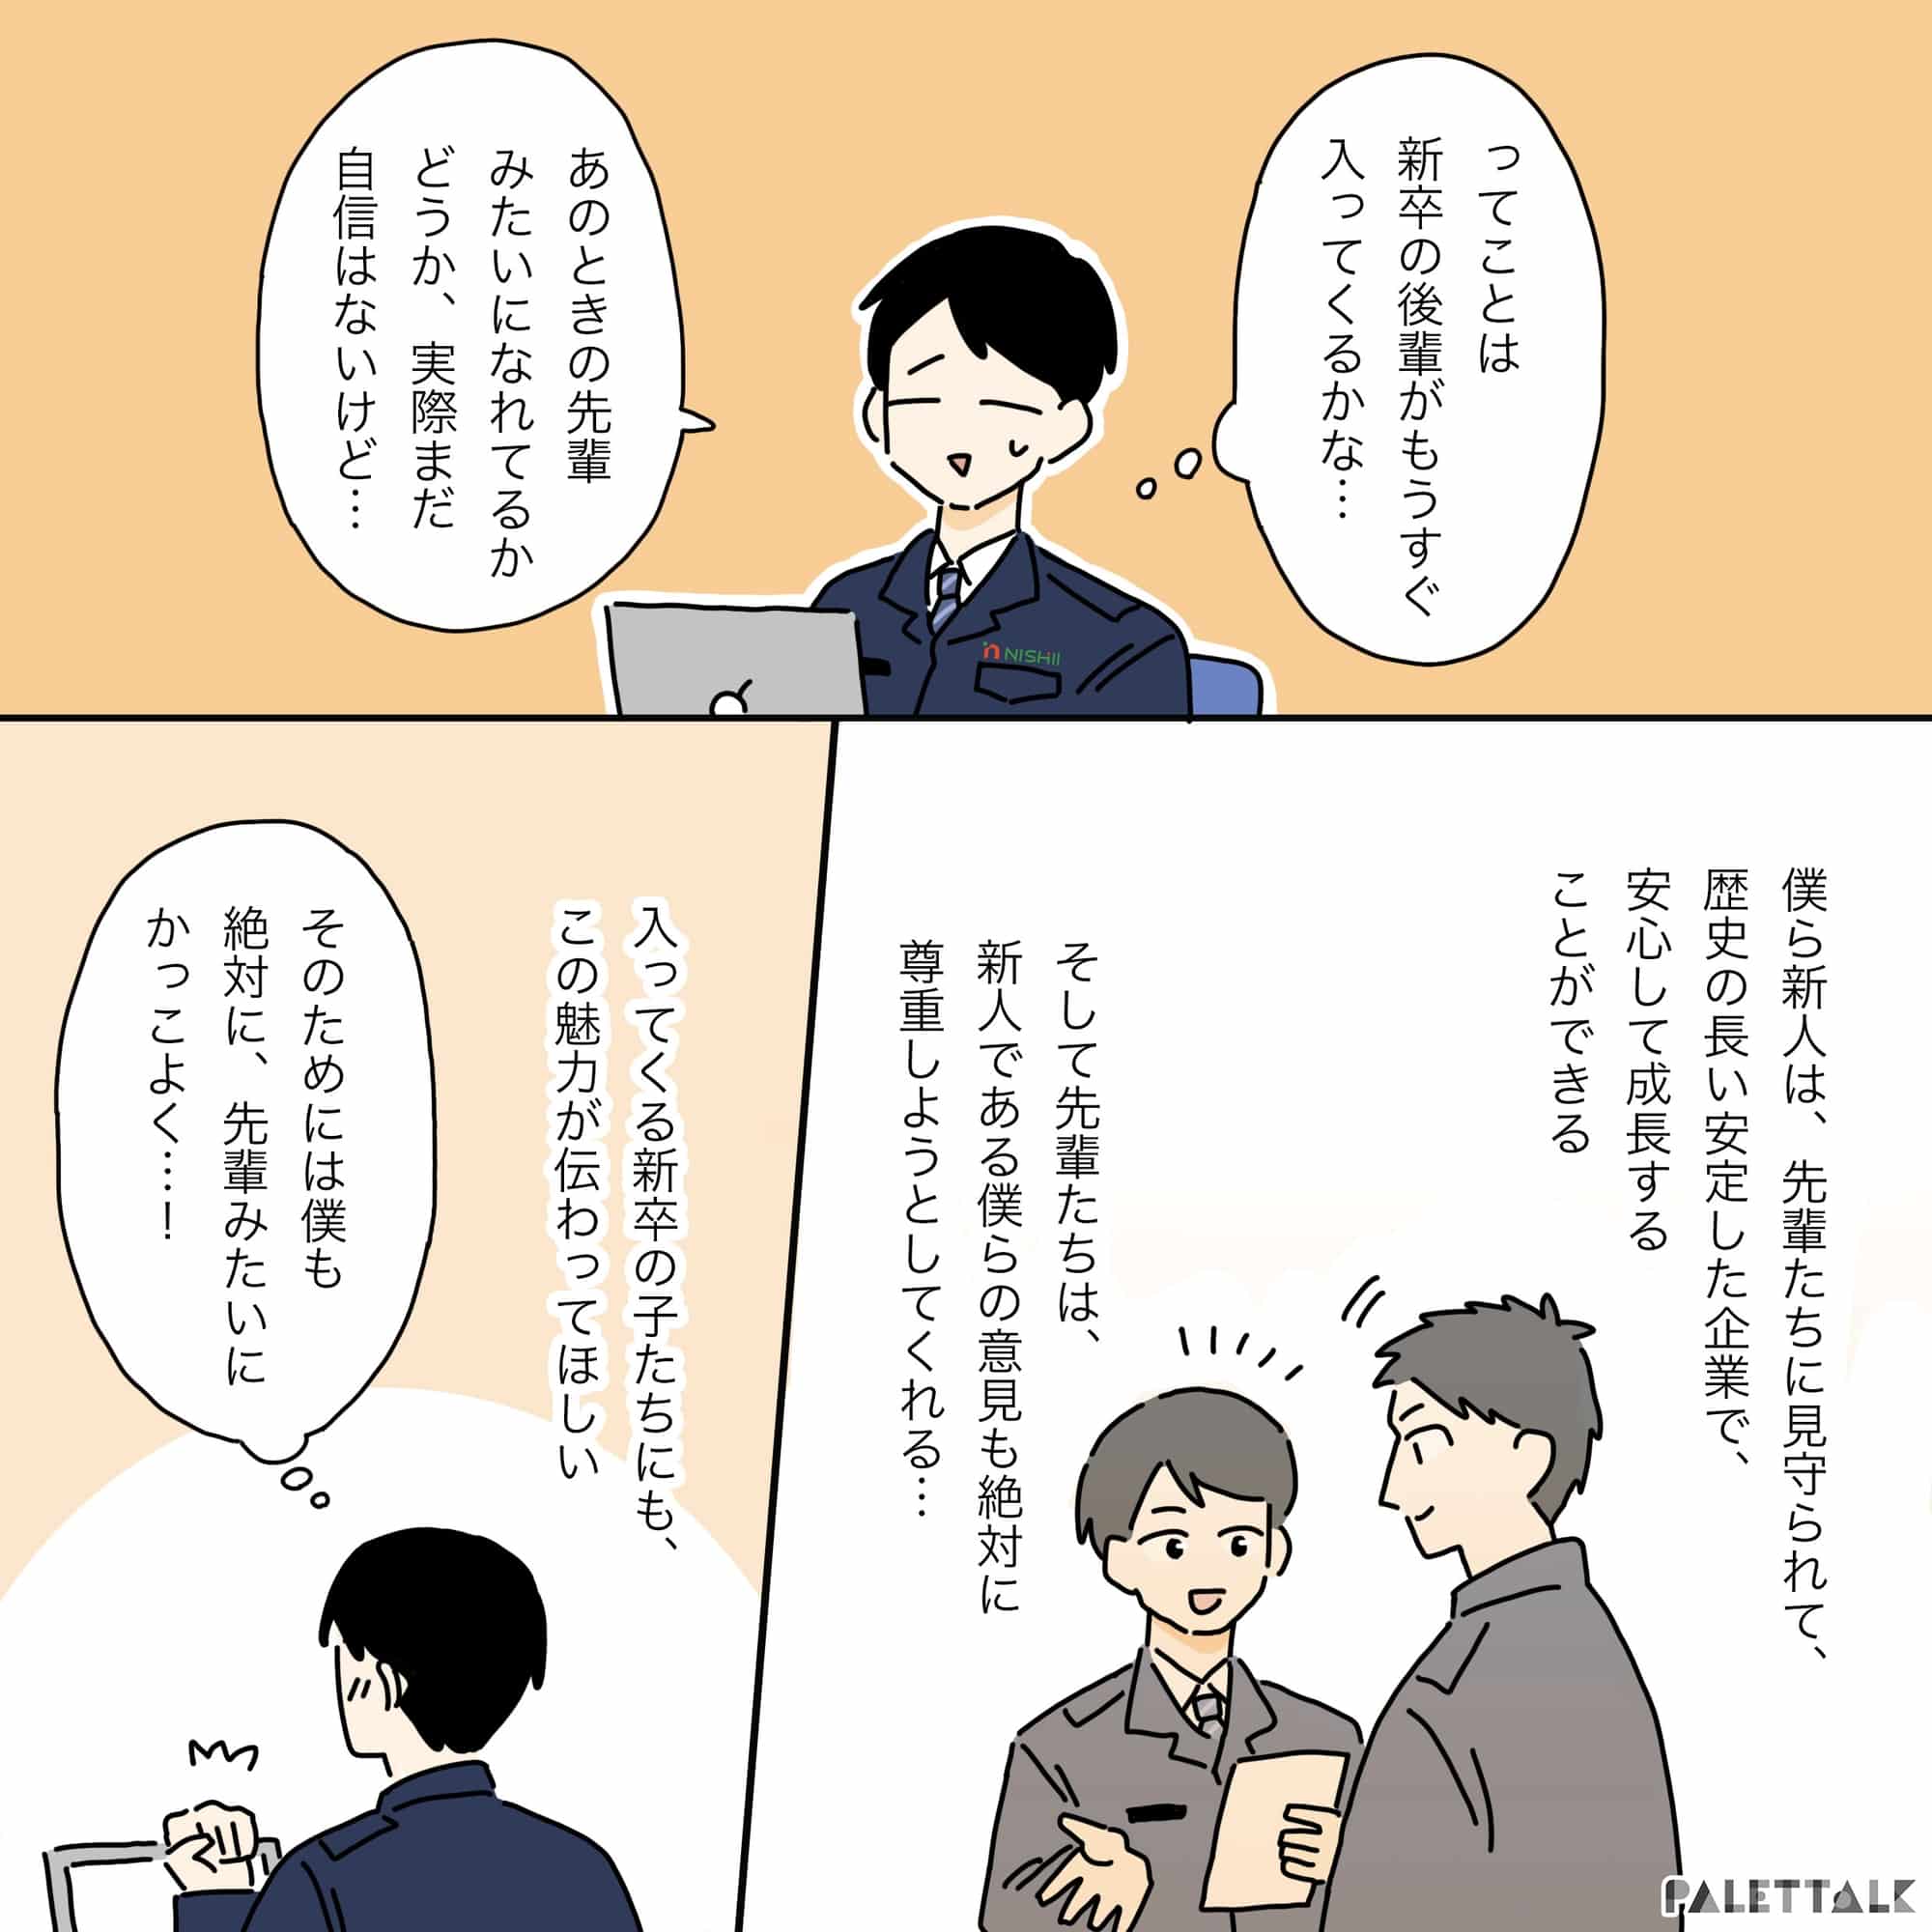 ってことは
新卒の後輩がもうすぐ
入ってくるかな…
あのときの先輩
みたいになれてるか
どうか、実際まだ
自信はないけど…
NISHII
僕ら新人は、先輩たちに見守られて、
歴史の長い安定した企業で、
安心して成長する
ことができる
そして先輩たちは、
新人である僕らの意見も絶対に
尊重しようとしてくれる…
入ってくる新卒の子たちにも、
この魅力が伝わってほしい
そのためには僕も
絶対に、先輩みたいに
かっこよく…！
PALETTALK